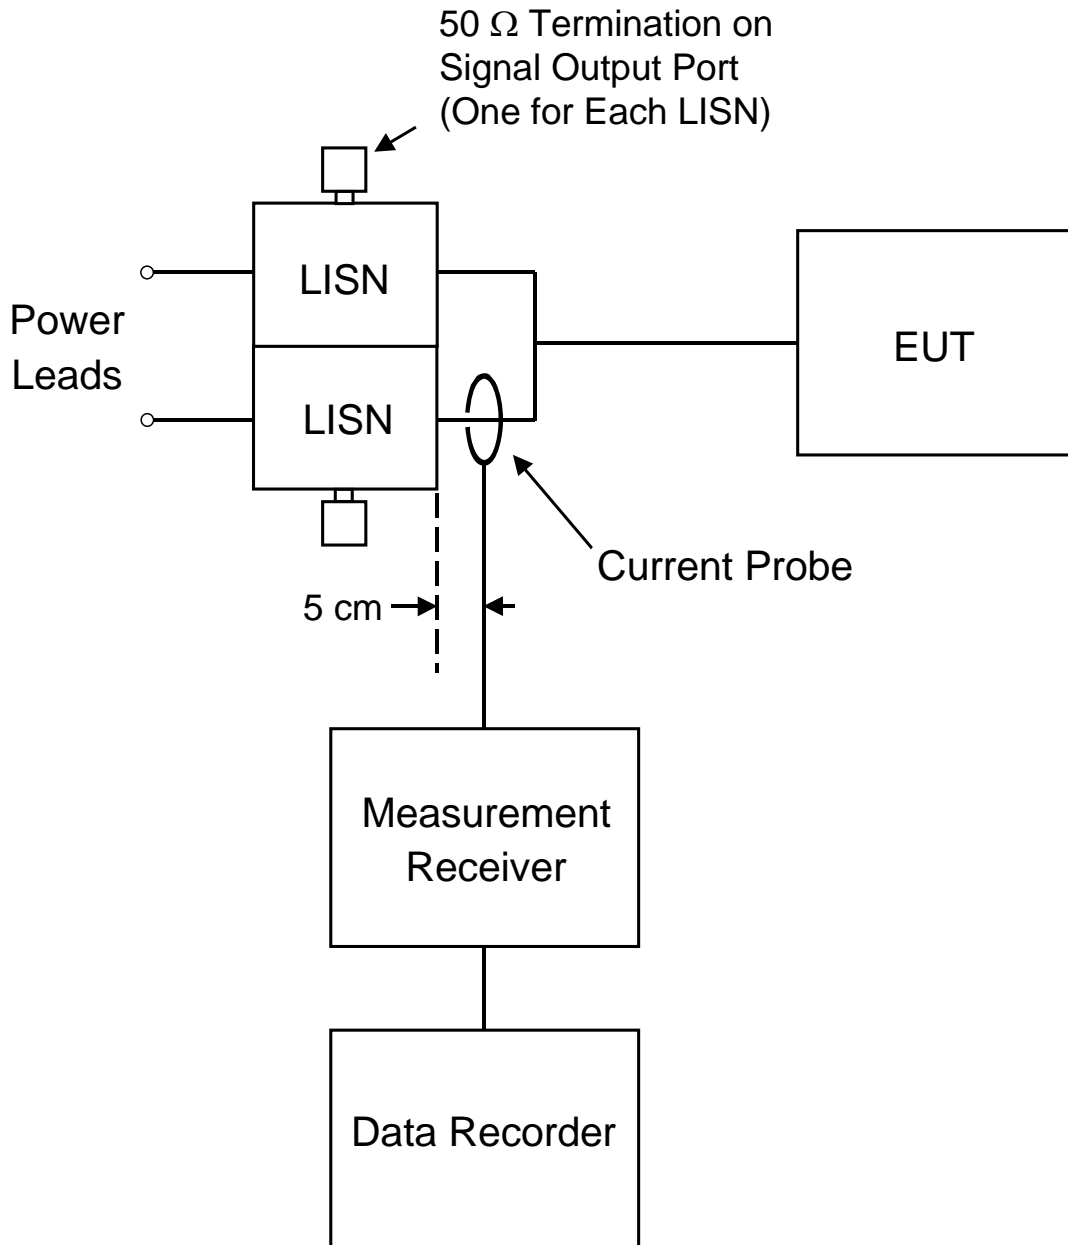 50 Ω Termination on
Signal Output Port
(One for Each LISN)
LISN
Power
Leads
LISN
EUT
Current Probe
5 cm
Measurement
Receiver
Data Recorder